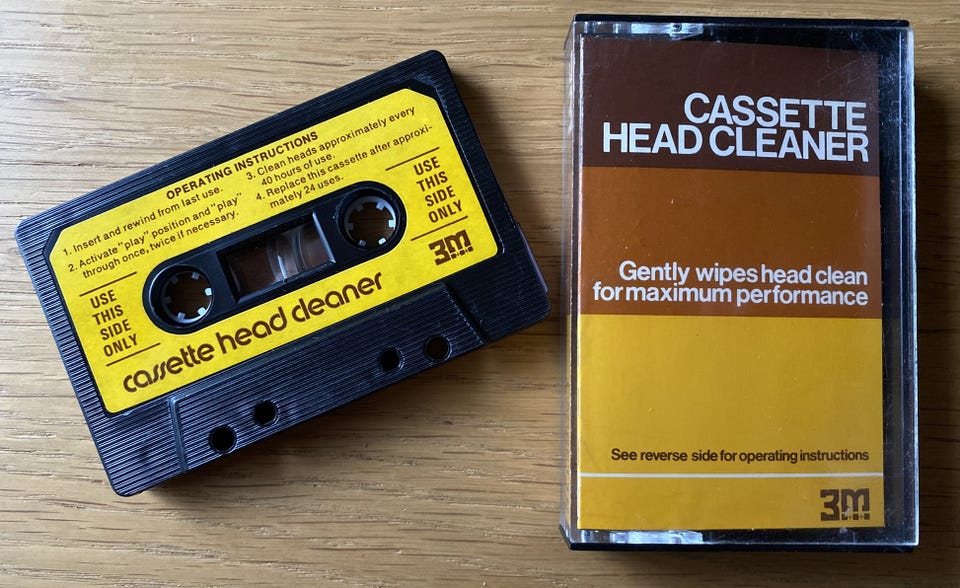 OPERATING INSTRUCTIONS
1. Insert and rewind from last use.
2. Activate "play" position and "play"
through once, twice if necessary.
3. Clean heads approximately every
40 hours of use.
4. Replace this cassette after approxi-
mately 24 uses.
USE
THIS
SIDE
ONLY
USE
THIS
SIDE
ONLY
3M
cassette head cleaner
CASSETTE
HEAD CLEANER
Gently wipes head clean
for maximum performance
See reverse side for operating instructions
3M